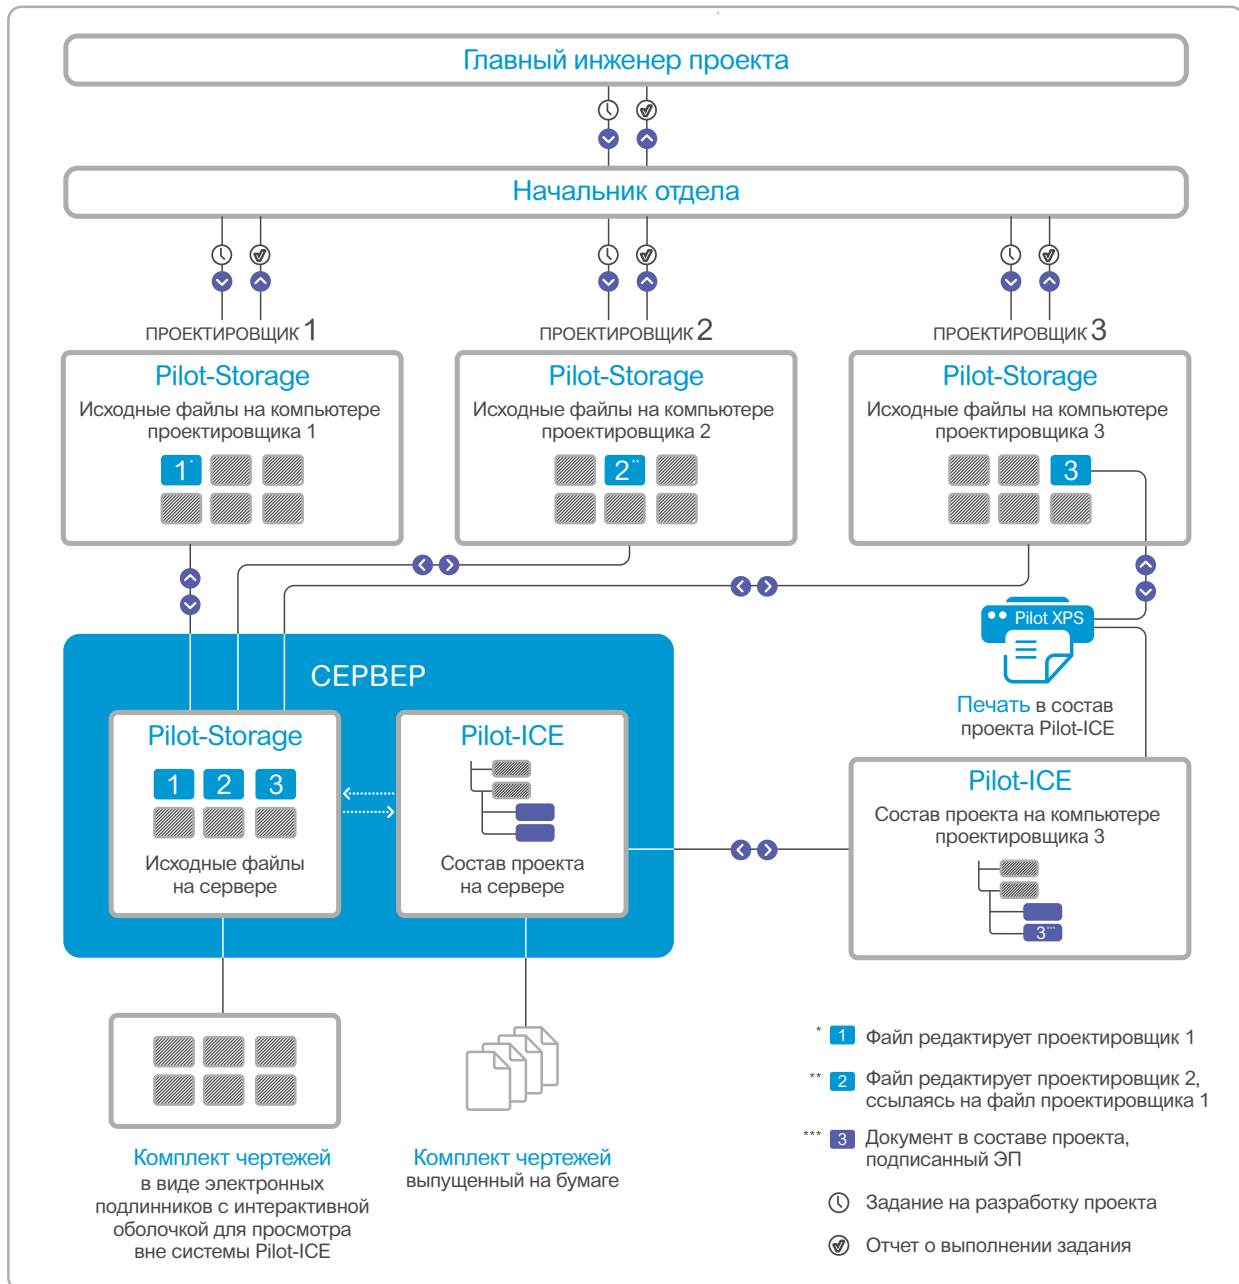 Главный инженер проекта
Начальник отдела
ПРОЕКТИРОВЩИК 1
ПРОЕКТИРОВЩИК 2
ПРОЕКТИРОВЩИК 3
Pilot-Storage
Исходные файлы на компьютере
проектировщика 1
1*
Pilot-Storage
Исходные файлы на компьютере
проектировщика 2
2**
Pilot-Storage
Исходные файлы на компьютере
проектировщика 3
3
Pilot XPS
Печать в состав
проекта Pilot-ICE
СЕРВЕР
Pilot-Storage
1 2 3
Исходные файлы
на сервере
Pilot-ICE
Состав проекта
на сервере
Pilot-ICE
Состав проекта на компьютере
проектировщика 3
3***
Комплект чертежей
в виде электронных
подлинников с интерактивной
оболочкой для просмотра
вне системы Pilot-ICE
Комплект чертежей
выпущенный на бумаге
* 1 Файл редактирует проектировщик 1
** 2 Файл редактирует проектировщик 2,
ссылаясь на файл проектировщика 1
*** 3 Документ в составе проекта,
подписанный ЭП
Задание на разработку проекта
Отчет о выполнении задания